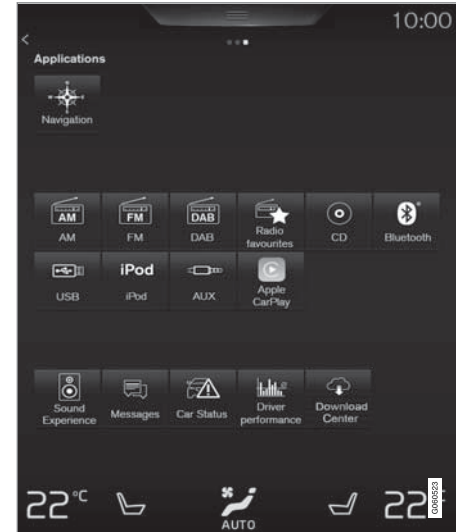 10:00
Applications
Navigation
AM
FM
DAB
AM
FM
DAB
Radio
favourites
CD
Bluetooth
iPod
USB
iPod
AUX
Apple
CarPlay
Sound
Experience
Messages
Car Status
Driver
performance
Download
Center
22°C
AUTO
22°
G060523